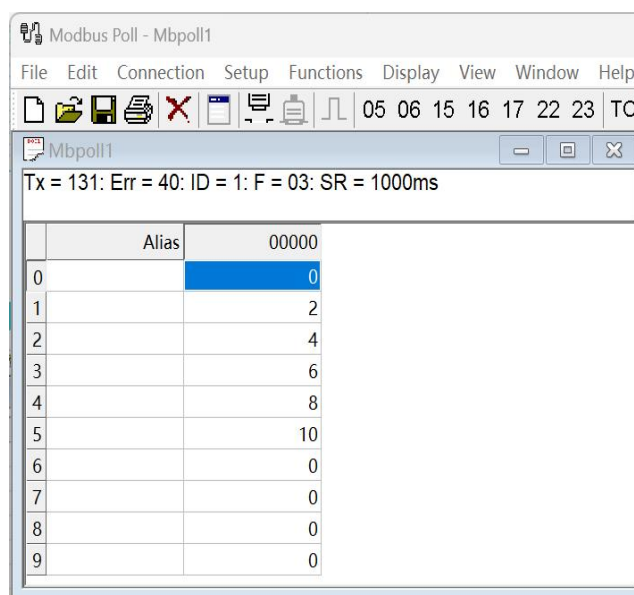 Modbus Poll - Mbpoll1
File Edit Connection Setup Functions Display View Window Help
05 06 15 16 17 22 23 TC
Mbpoll1
Tx = 131: Err = 40: ID = 1: F = 03: SR = 1000ms
Alias 00000
0 0
1 2
2 4
3 6
4 8
5 10
6 0
7 0
8 0
9 0